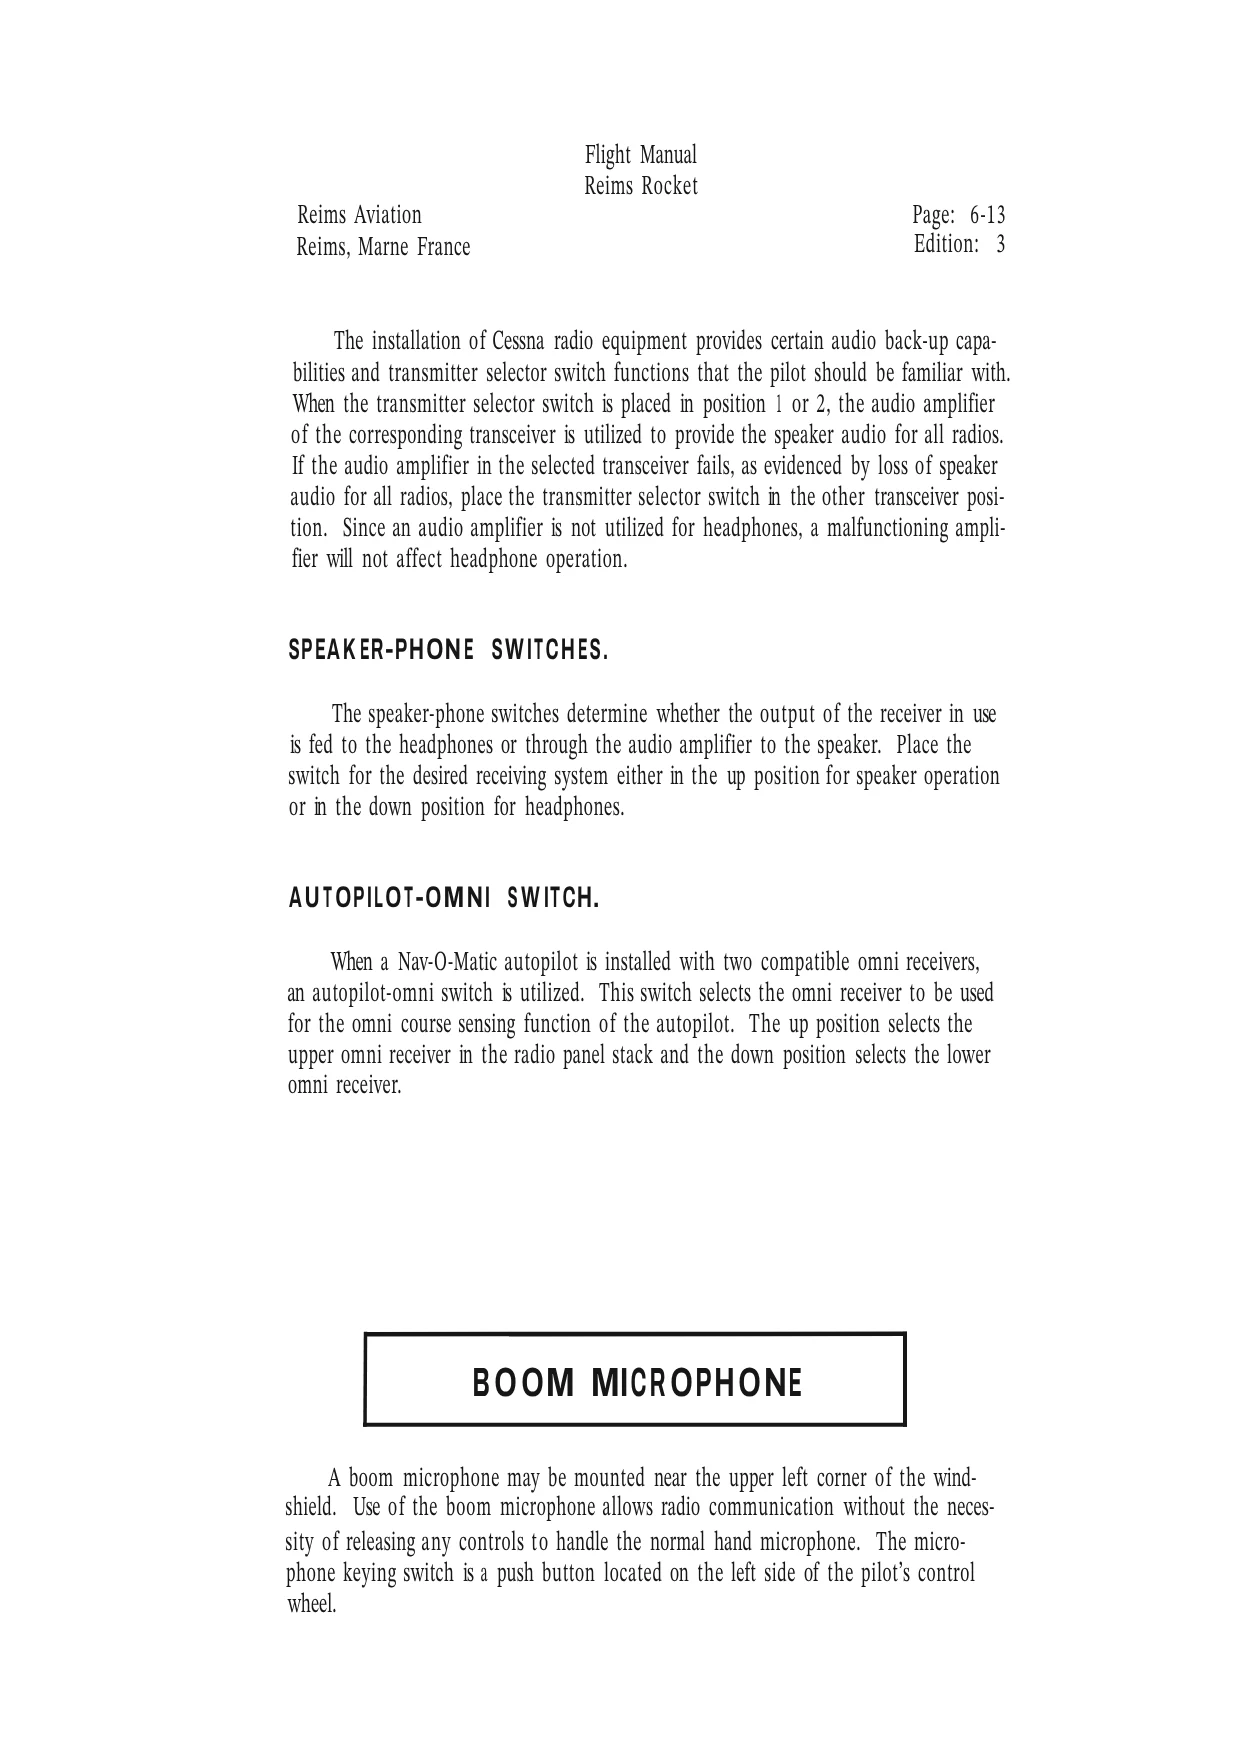 Flight Manual
Reims Rocket
Reims Aviation
Page: 6-13
Reims, Marne France
Edition: 3
The installation of Cessna radio equipment provides certain audio back-up capa-
bilities and transmitter selector switch functions that the pilot should be familiar with.
When the transmitter selector switch is placed in position 1 or 2, the audio amplifier
of the corresponding transceiver is utilized to provide the speaker audio for all radios.
If the audio amplifier in the selected transceiver fails, as evidenced by loss of speaker
audio for all radios, place the transmitter selector switch in the other transceiver posi-
tion. Since an audio amplifier is not utilized for headphones, a malfunctioning ampli-
fier will not affect headphone operation.
SPEAKER-PHONE SWITCHES.
The speaker-phone switches determine whether the output of the receiver in use
is fed to the headphones or through the audio amplifier to the speaker. Place the
switch for the desired receiving system either in the up position for speaker operation
or in the down position for headphones.
AUTOPILOT-OMNI SWITCH.
When a Nav-O-Matic autopilot is installed with two compatible omni receivers,
an autopilot-omni switch is utilized. This switch selects the omni receiver to be used
for the omni course sensing function of the autopilot. The up position selects the
upper omni receiver in the radio panel stack and the down position selects the lower
omni receiver.
BOOM MICROPHONE
A boom microphone may be mounted near the upper left corner of the wind-
shield. Use of the boom microphone allows radio communication without the neces-
sity of releasing any controls to handle the normal hand microphone. The micro-
phone keying switch is a push button located on the left side of the pilot’s control
wheel.